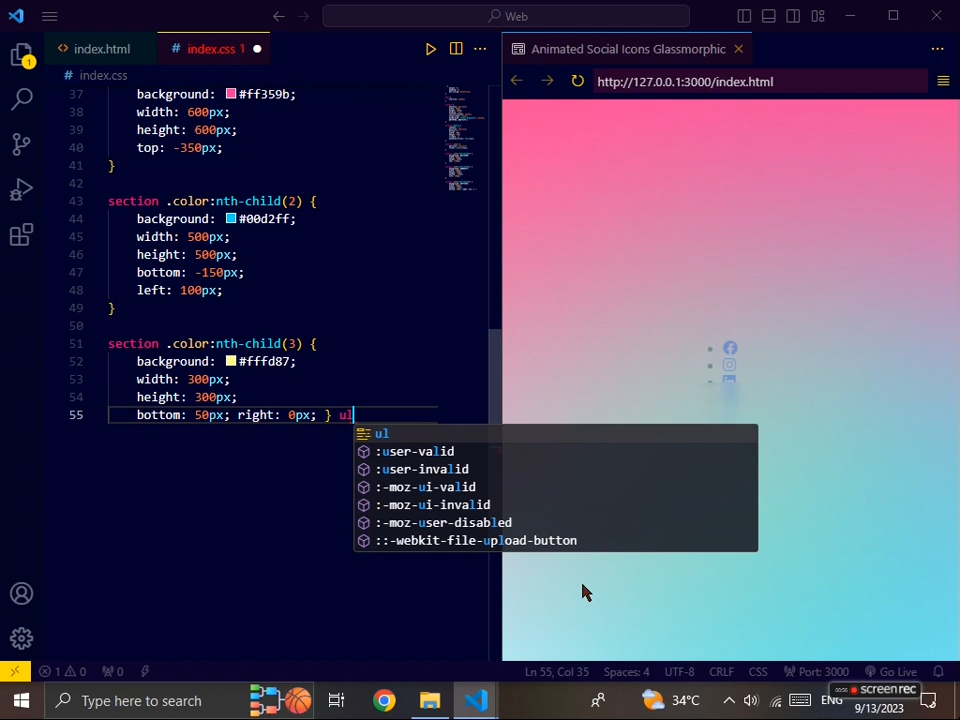 Web
index.html
# index.css 1
Animated Social Icons Glassmorphic
# index.css
http://127.0.0.1:3000/index.html
37 background: #ff359b;
38 width: 600px;
39 height: 600px;
40 top: -350px;
41 }
42
43 section .color:nth-child(2) {
44 background: #00d2ff;
45 width: 500px;
46 height: 500px;
47 bottom: -150px;
48 left: 100px;
49 }
50
51 section .color:nth-child(3) {
52 background: #fffd87;
53 width: 300px;
54 height: 300px;
55 bottom: 50px; right: 0px; } ul
ul
:user-valid
:user-invalid
:-moz-ui-valid
:-moz-ui-invalid
:-moz-user-disabled
::-webkit-file-upload-button
1
1 0 0 Ln 55, Col 35 Spaces: 4 UTF-8 CRLF CSS Port: 3000 Go Live
Type here to search
34°C
ENG
screenrec
9/13/2023